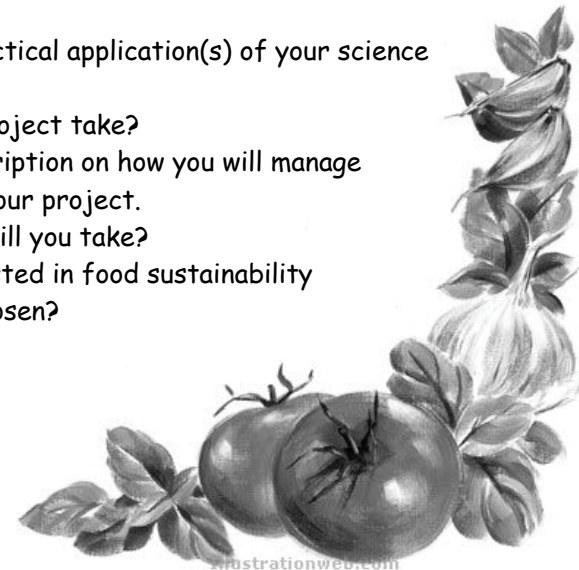 ctical application(s) of your science
oject take?
ription on how you will manage
our project.
ill you take?
ted in food sustainability
osen?
illustrationweb.com